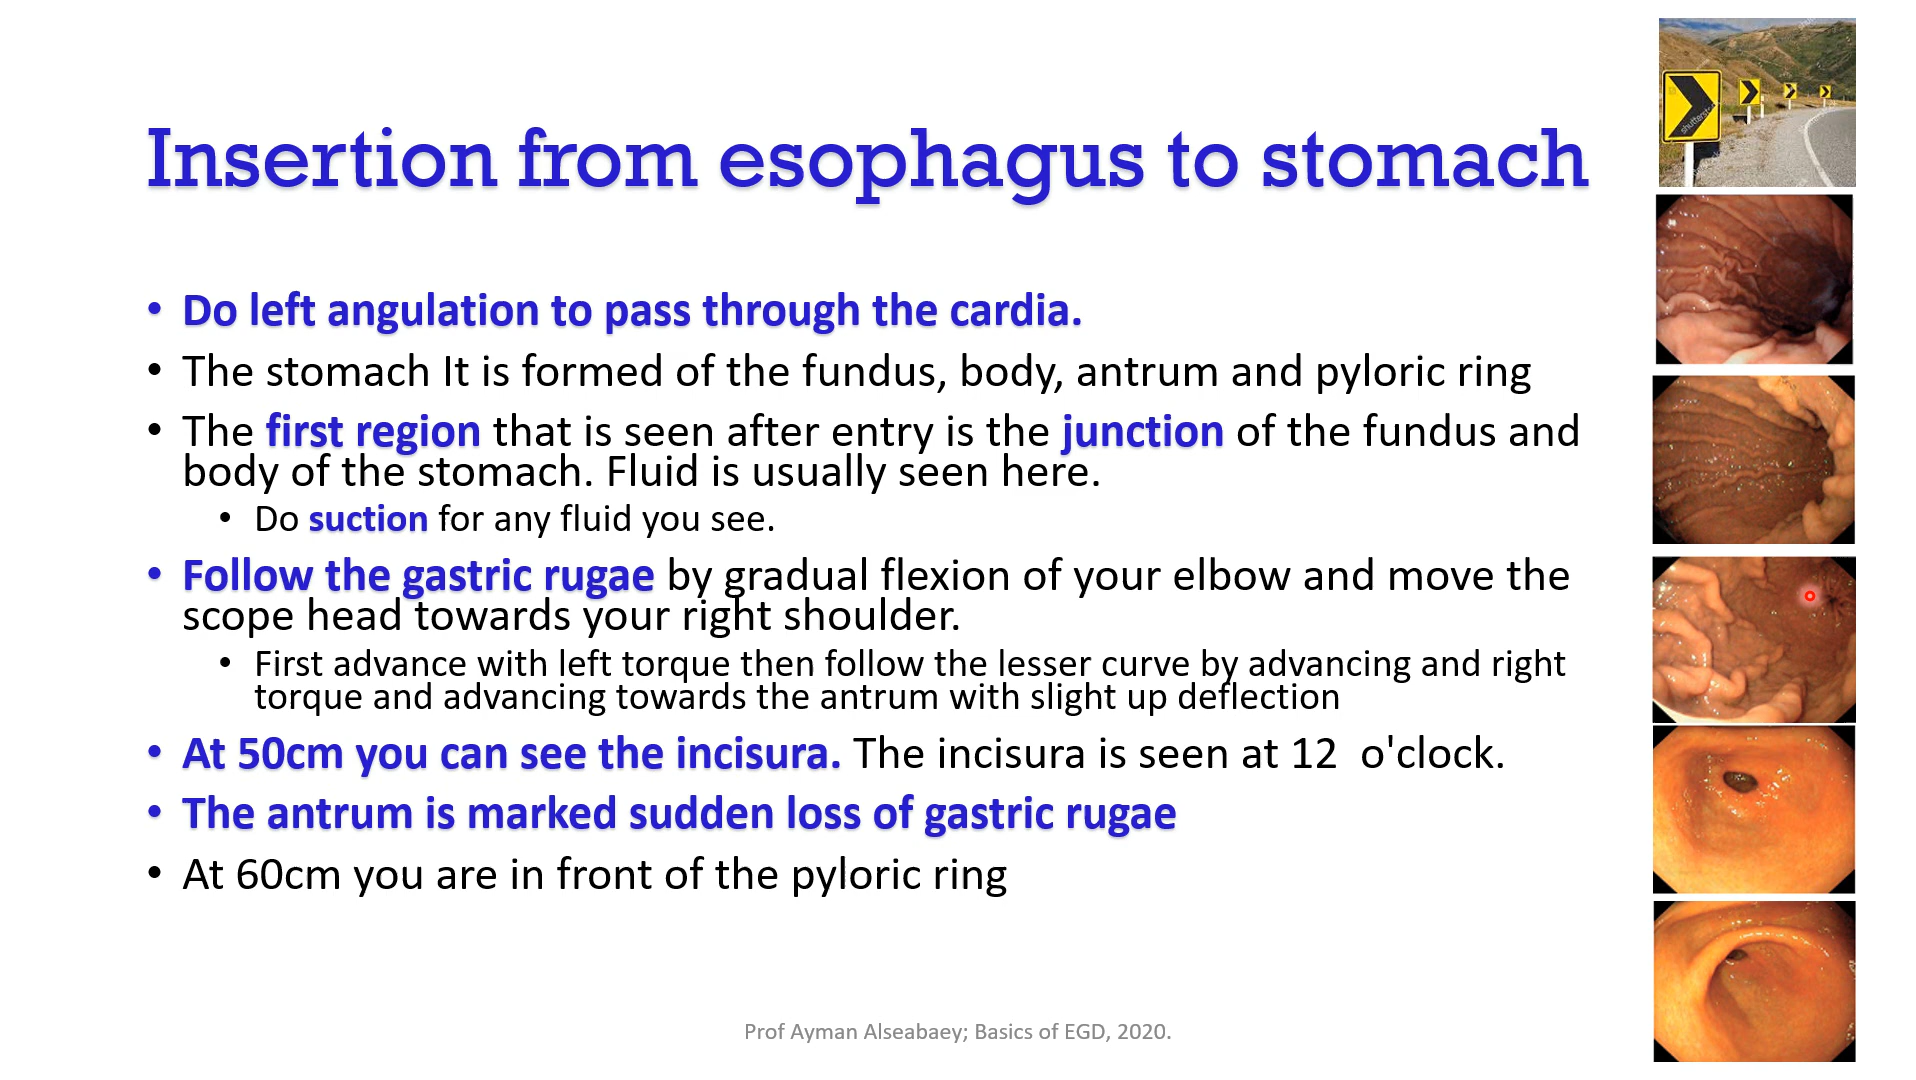 Insertion from esophagus to stomach
• Do left angulation to pass through the cardia.
• The stomach It is formed of the fundus, body, antrum and pyloric ring
• The first region that is seen after entry is the junction of the fundus and
body of the stomach. Fluid is usually seen here.
• Do suction for any fluid you see.
• Follow the gastric rugae by gradual flexion of your elbow and move the
scope head towards your right shoulder.
• First advance with left torque then follow the lesser curve by advancing and right
torque and advancing towards the antrum with slight up deflection
• At 50cm you can see the incisura. The incisura is seen at 12 o'clock.
• The antrum is marked sudden loss of gastric rugae
• At 60cm you are in front of the pyloric ring
Prof Ayman Alseabaey; Basics of EGD, 2020.